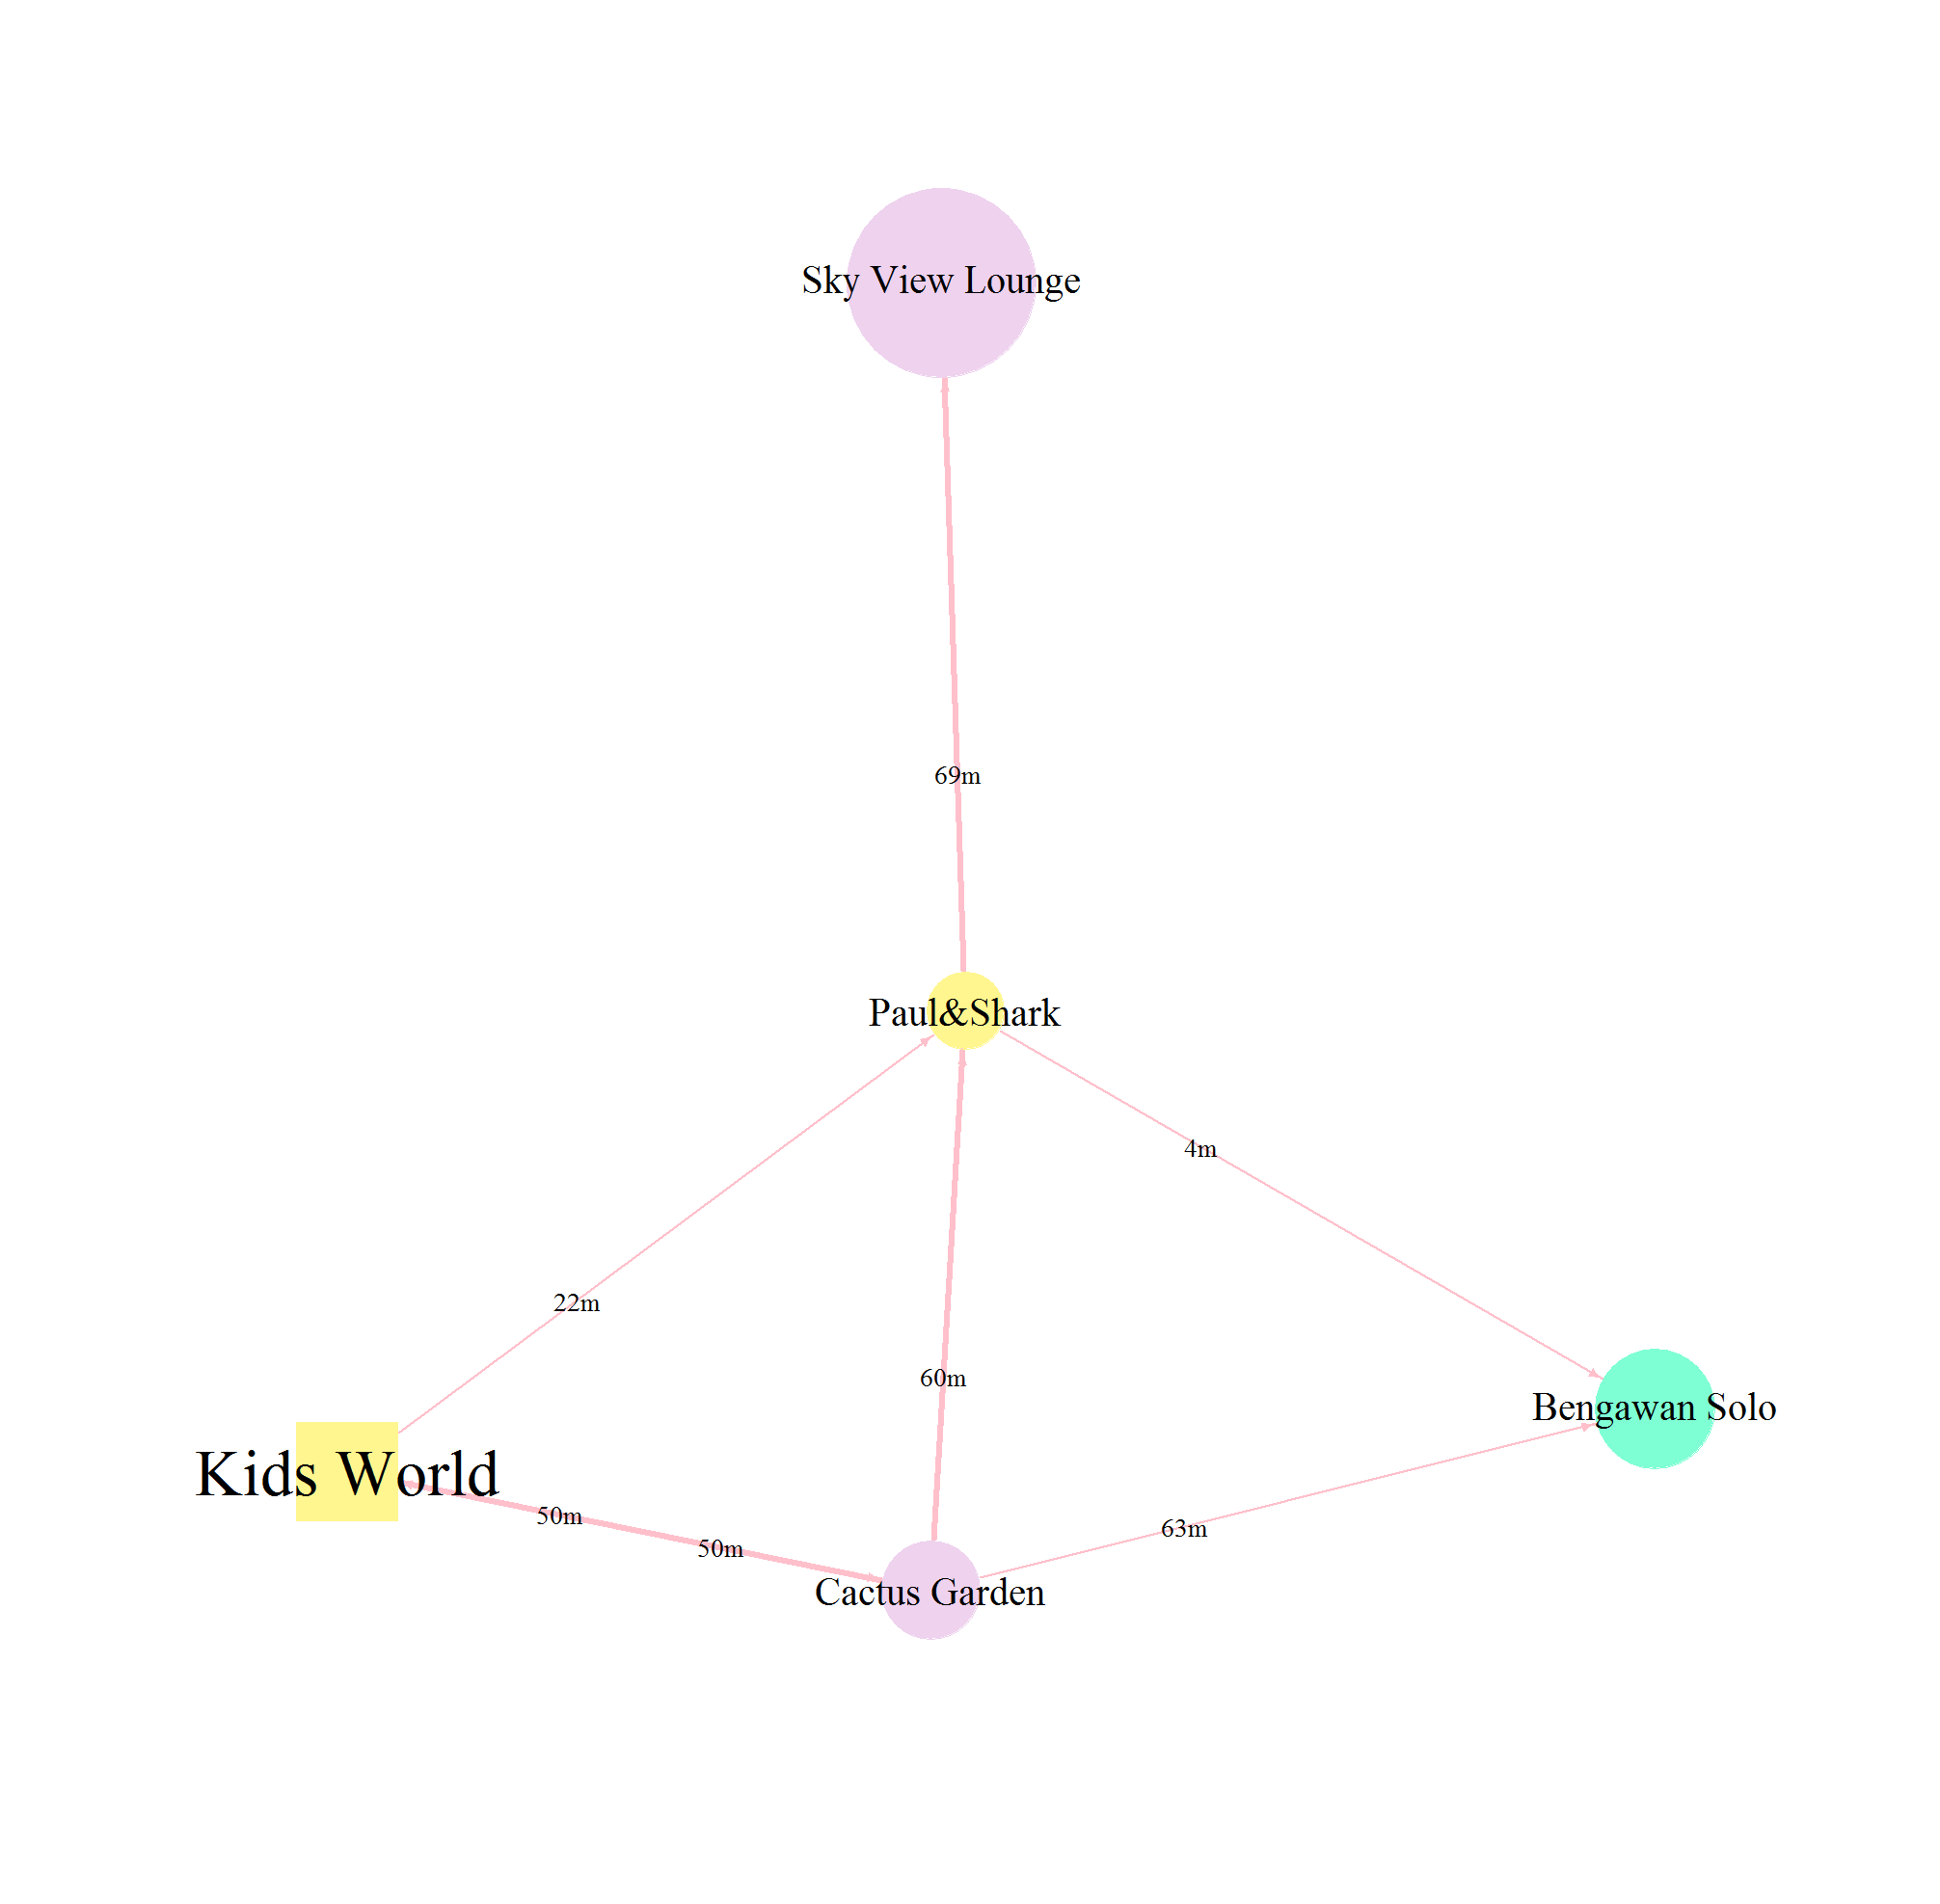 Sky View Lounge
69m
Paul&Shark
4m
22m
60m
Bengawan Solo
Kids World
50m
63m
50m
Cactus Garden